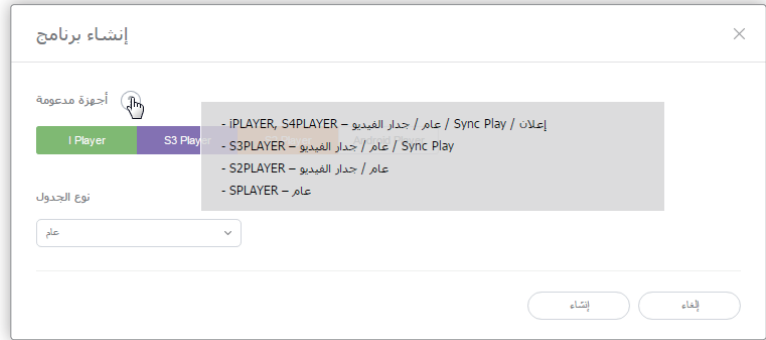 إنشاء برنامج
أجهزة مدعومة
I Player
S3 Player
- iPLAYER, S4PLAYER – عام / جدار الفيديو / Sync Play / إعلان
- S3PLAYER – عام / جدار الفيديو / Sync Play
- S2PLAYER – عام / جدار الفيديو
- SPLAYER – عام
نوع الجدول
عام
إنشاء
إلغاء